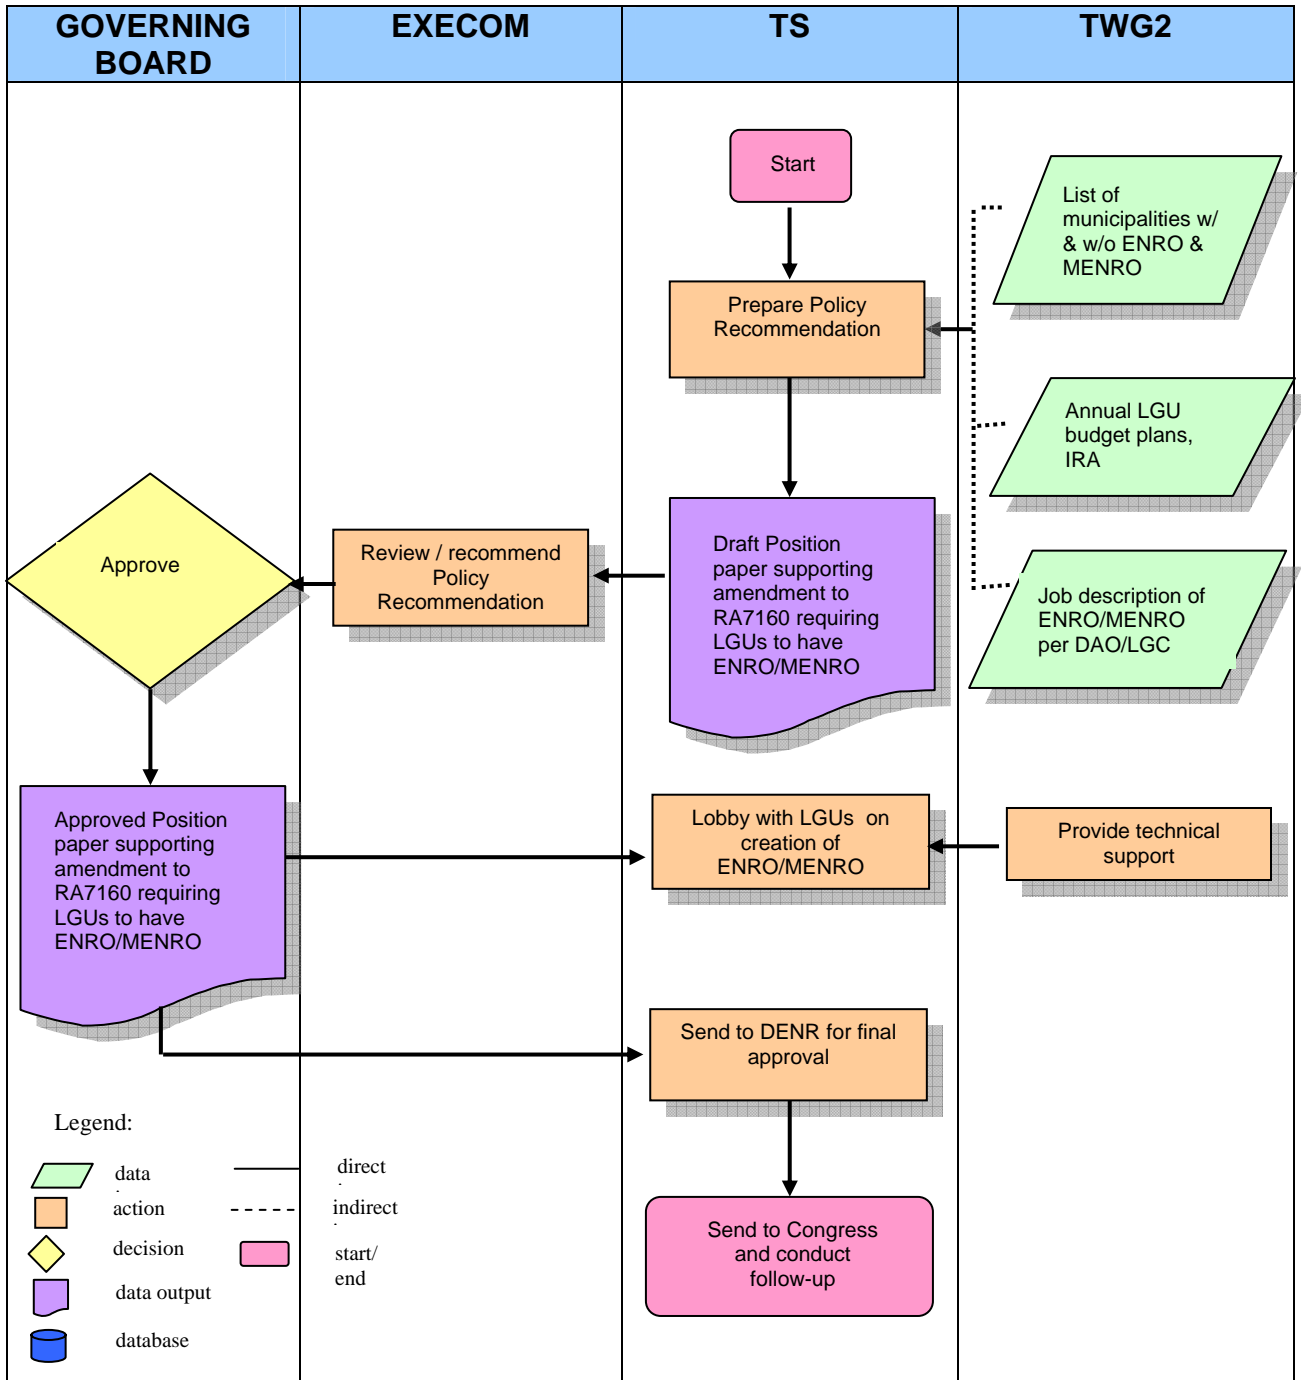 GOVERNING
BOARD
EXECOM
TS
TWG2
Start
List of
municipalities w/
& w/o ENRO &
MENRO
Prepare Policy
Recommendation
Annual LGU
budget plans,
IRA
Approve
Review / recommend
Policy
Recommendation
Draft Position
paper supporting
amendment to
RA7160 requiring
LGUs to have
ENRO/MENRO
Job description of
ENRO/MENRO
per DAO/LGC
Approved Position
paper supporting
amendment to
RA7160 requiring
LGUs to have
ENRO/MENRO
Lobby with LGUs on
creation of
ENRO/MENRO
Provide technical
support
Send to DENR for final
approval
Send to Congress
and conduct
follow-up
Legend:
data
direct
action
indirect
decision
start/
end
data output
database